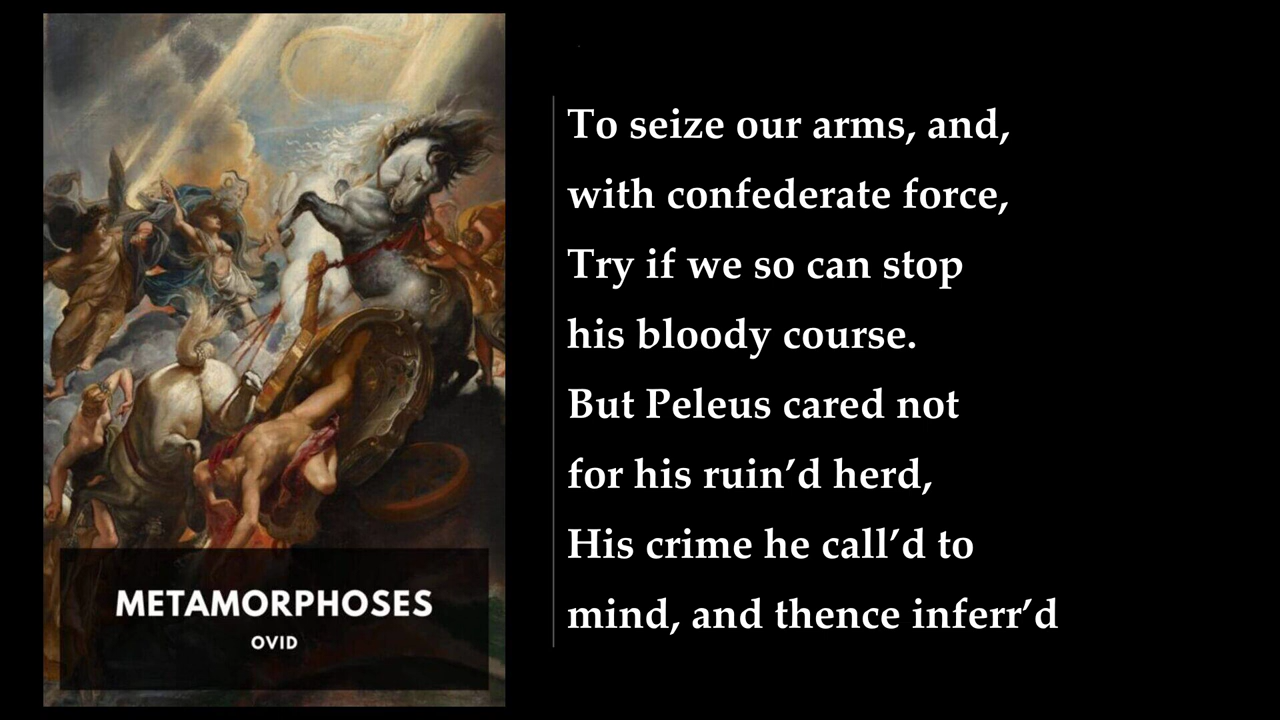 METAMORPHOSES
OVID
To seize our arms, and,
with confederate force,
Try if we so can stop
his bloody course.
But Peleus cared not
for his ruin’d herd,
His crime he call’d to
mind, and thence inferr’d